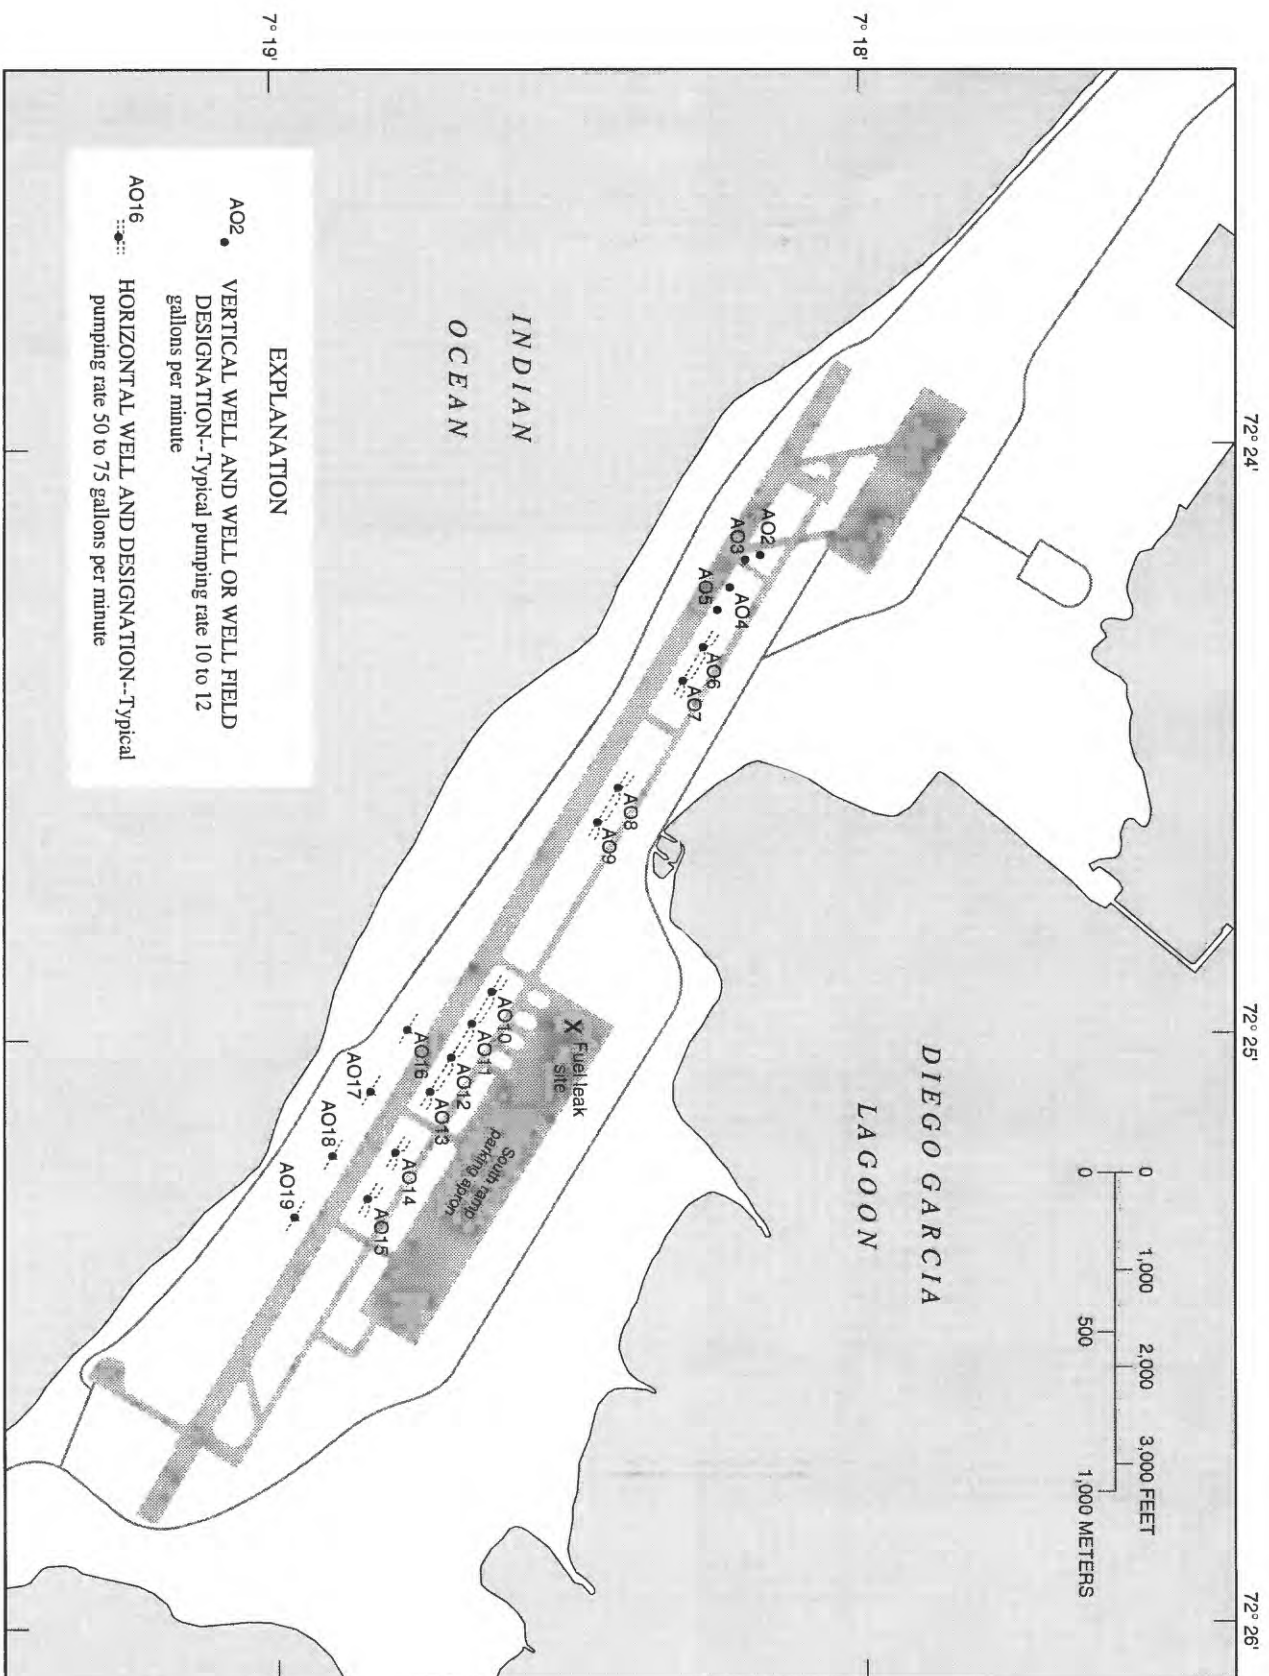 72° 24'
72° 25'
72° 26'
7° 18'
7° 19'
0 1,000 2,000 3,000 FEET
0 500 1,000 METERS
DIEGO GARCIA
LAGOON
INDIAN
OCEAN
AO2
AO3
AO4
AO5
AO6
AO7
AO8
AO9
AO10
AO11
AO12
AO13
AO14
AO15
AO16
AO17
AO18
AO19
X Fuel leak
site
South ramp
parking apron
EXPLANATION
AO2 VERTICAL WELL AND WELL OR WELL FIELD
DESIGNATION--Typical pumping rate 10 to 12
gallons per minute
AO16 HORIZONTAL WELL AND DESIGNATION--Typical
pumping rate 50 to 75 gallons per minute